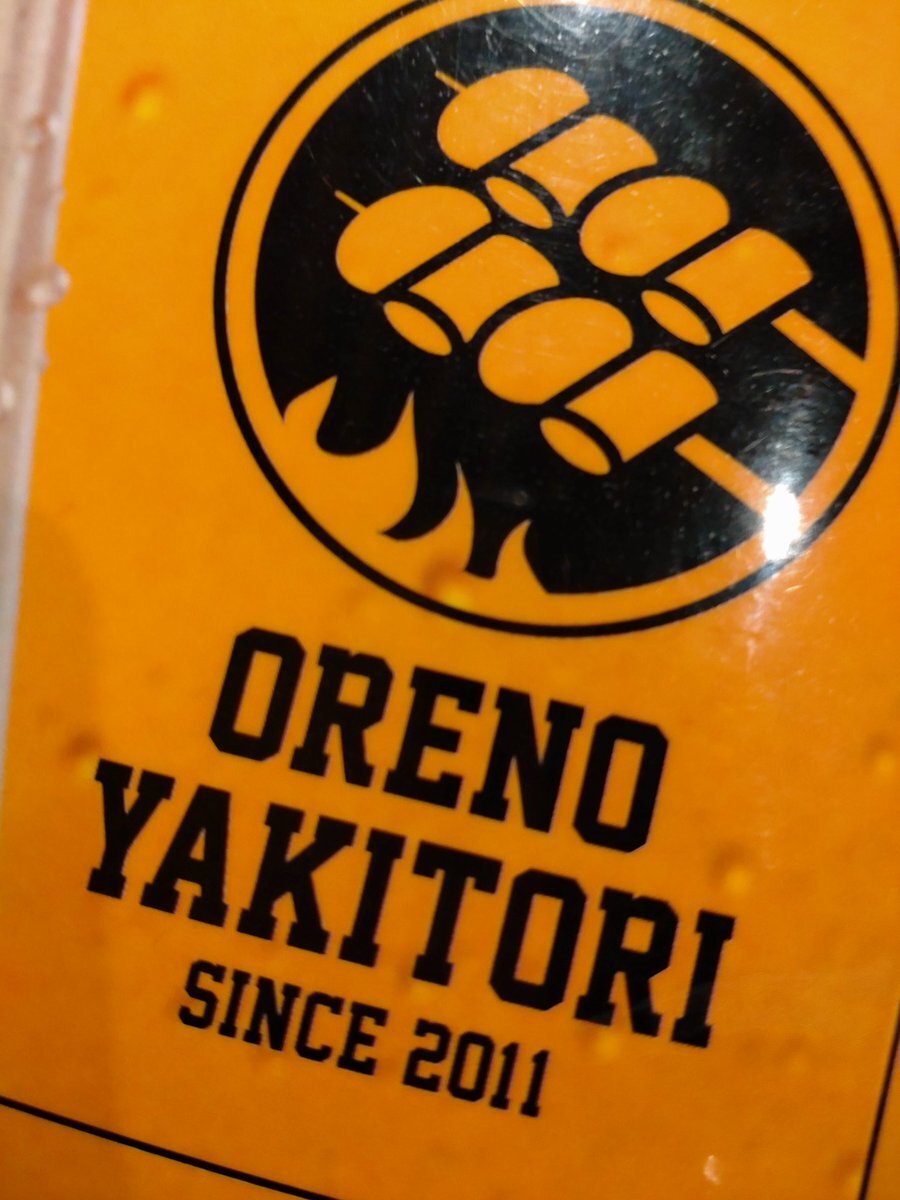 ORENO
YAKITORI
SINCE 2011